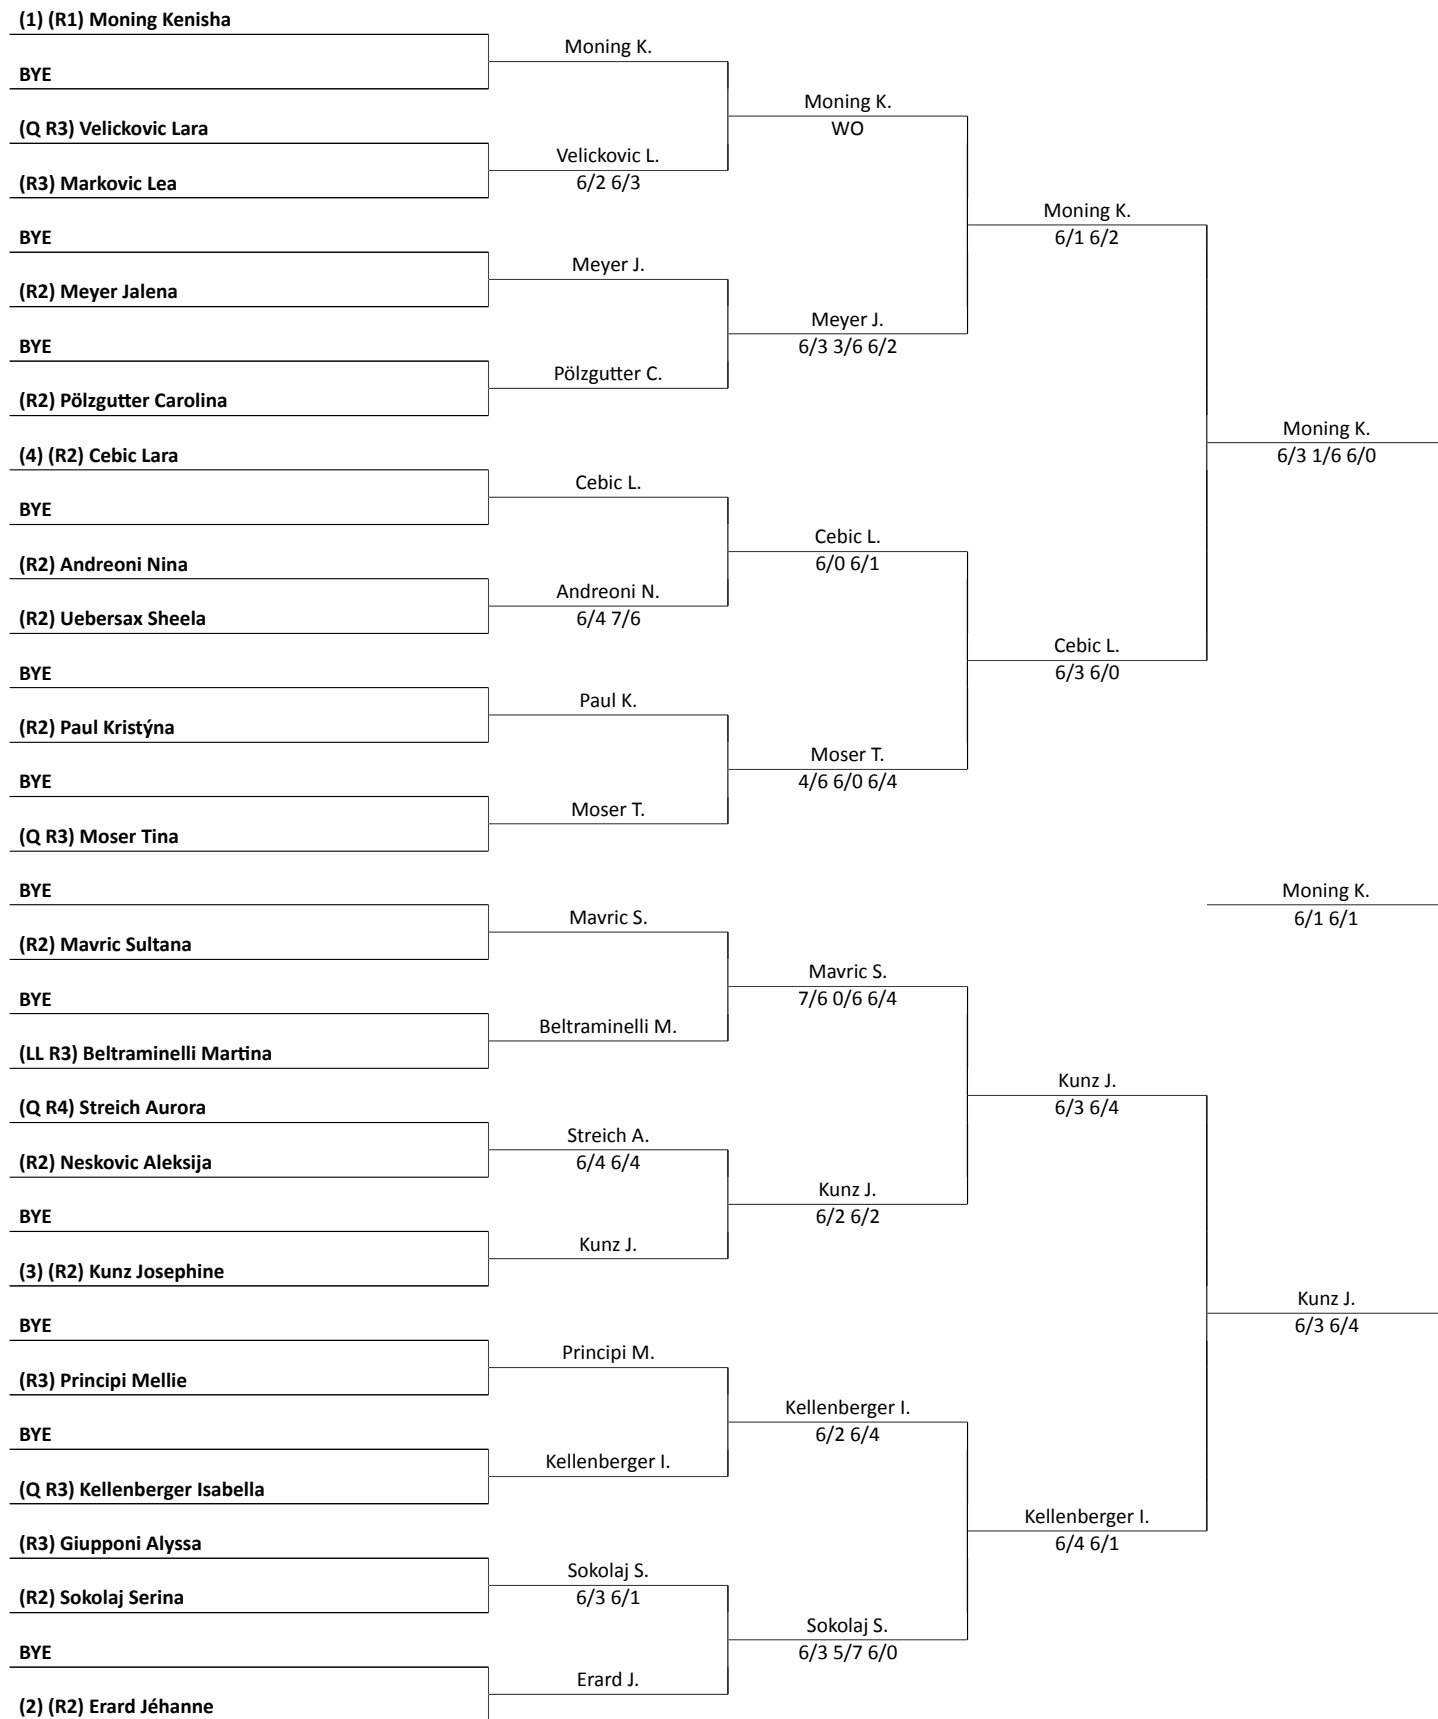 (1) (R1) Moning Kenisha
Moning K.
BYE
Moning K.
WO
(Q R3) Velickovic Lara
Velickovic L.
6/2 6/3
(R3) Markovic Lea
Moning K.
6/1 6/2
BYE
Meyer J.
(R2) Meyer Jalena
Meyer J.
6/3 3/6 6/2
BYE
Pölzgutter C.
(R2) Pölzgutter Carolina
Moning K.
6/3 1/6 6/0
(4) (R2) Cebic Lara
Cebic L.
BYE
Cebic L.
6/0 6/1
(R2) Andreoni Nina
Andreoni N.
6/4 7/6
(R2) Uebersax Sheela
Cebic L.
6/3 6/0
BYE
Paul K.
(R2) Paul Kristýna
Moser T.
4/6 6/0 6/4
BYE
Moser T.
(Q R3) Moser Tina
BYE
Moning K.
6/1 6/1
Mavric S.
(R2) Mavric Sultana
Mavric S.
7/6 0/6 6/4
BYE
Beltraminelli M.
(LL R3) Beltraminelli Martina
Kunz J.
6/3 6/4
(Q R4) Streich Aurora
Streich A.
6/4 6/4
(R2) Neskovic Aleksija
Kunz J.
6/2 6/2
BYE
Kunz J.
(3) (R2) Kunz Josephine
Kunz J.
6/3 6/4
BYE
Principi M.
(R3) Principi Mellie
Kellenberger I.
6/2 6/4
BYE
Kellenberger I.
(Q R3) Kellenberger Isabella
Kellenberger I.
6/4 6/1
(R3) Giupponi Alyssa
Sokolaj S.
6/3 6/1
(R2) Sokolaj Serina
Sokolaj S.
6/3 5/7 6/0
BYE
Erard J.
(2) (R2) Erard Jéhanne